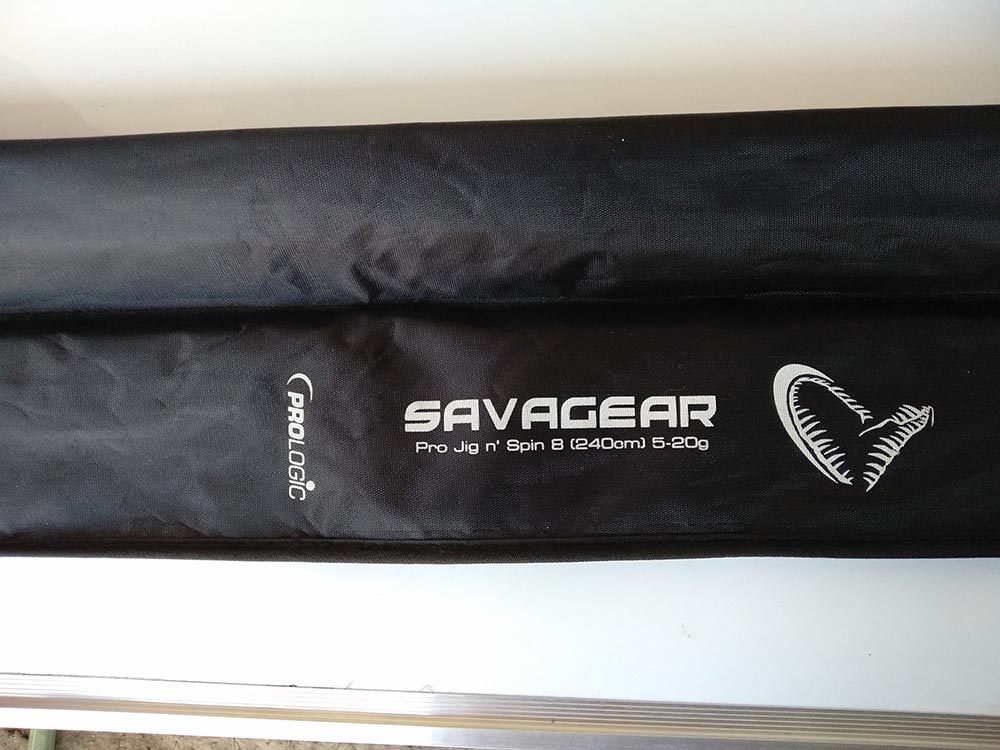 PROLOGIC
SAVAGEAR
Pro Jig n' Spin 8 (240cm) 5-20g